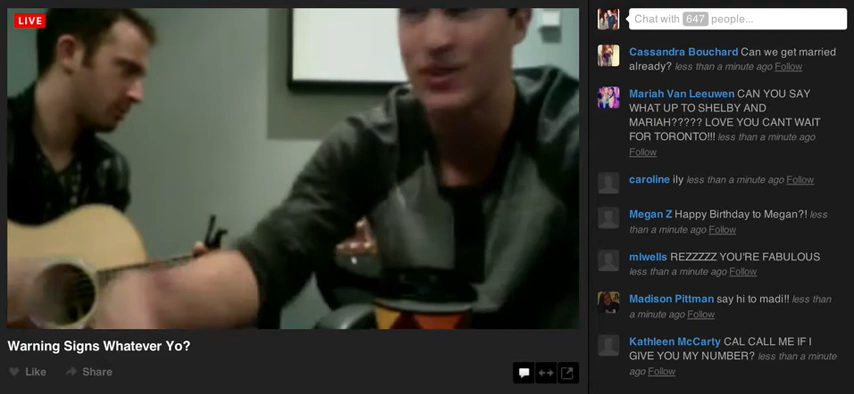 LIVE
Warning Signs Whatever Yo?
Like
Share
Chat with 647 people...
Cassandra Bouchard Can we get married
already? less than a minute ago Follow
Mariah Van Leeuwen CAN YOU SAY
WHAT UP TO SHELBY AND
MARIAH????? LOVE YOU CANT WAIT
FOR TORONTO!!! less than a minute ago
Follow
caroline ily less than a minute ago Follow
Megan Z Happy Birthday to Megan?! less
than a minute ago Follow
mlwells REZZZZZ YOU'RE FABULOUS
less than a minute ago Follow
Madison Pittman say hi to madi!! less than
a minute ago Follow
Kathleen McCarty CAL CALL ME IF I
GIVE YOU MY NUMBER? less than a minute
ago Follow